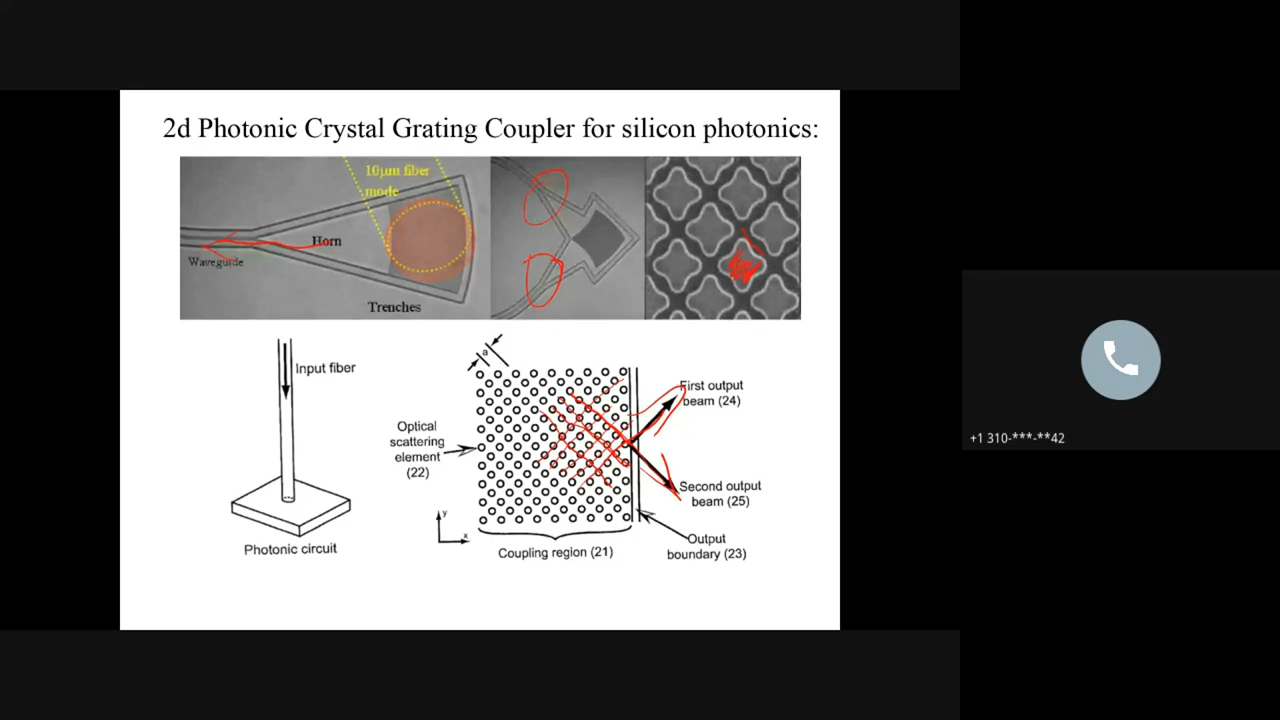 2d Photonic Crystal Grating Coupler for silicon photonics:
10μm fiber
mode
Horn
Waveguide
Trenches
Input fiber
Photonic circuit
a
Optical
scattering
element
(22)
First output
beam (24)
Second output
beam (25)
y
x
Coupling region (21)
Output
boundary (23)
+1 310-***-**42